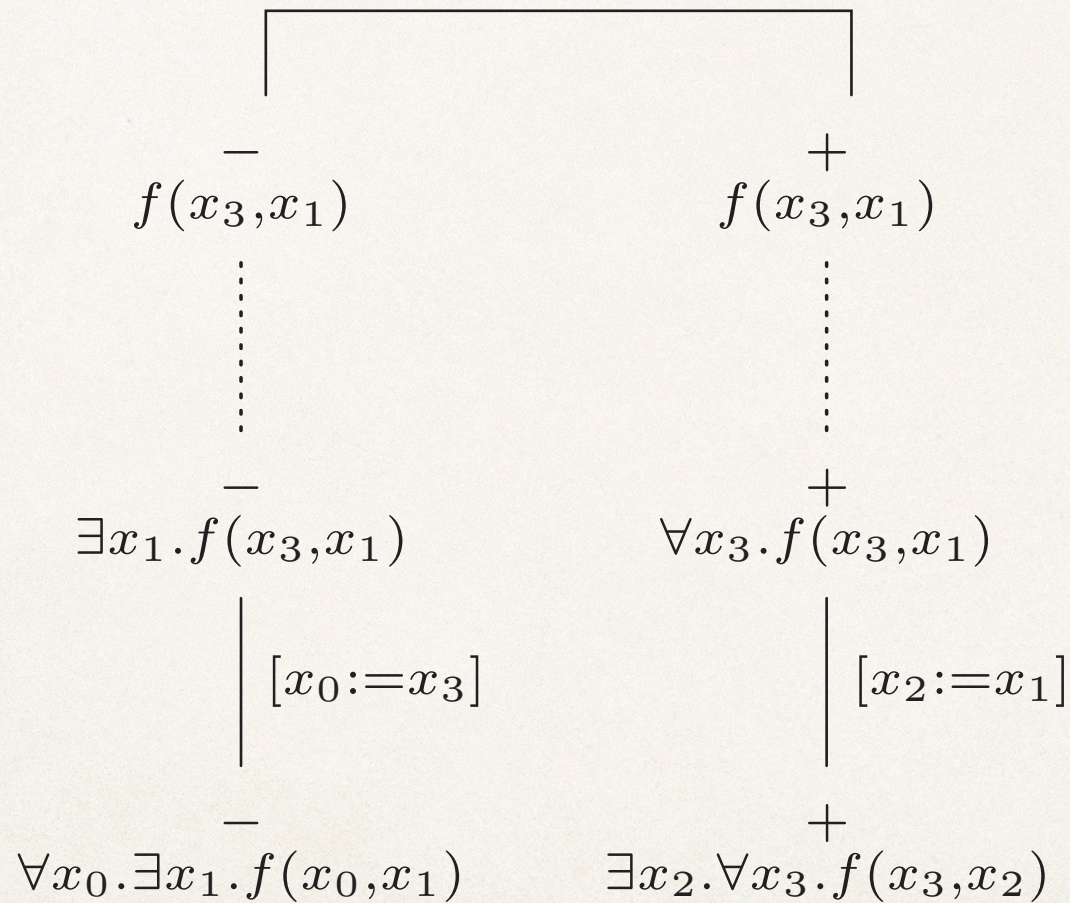 − +
f(x₃,x₁) f(x₃,x₁)
− +
∃x₁.f(x₃,x₁) ∀x₃.f(x₃,x₁)
[x₀:=x₃] [x₂:=x₁]
− +
∀x₀.∃x₁.f(x₀,x₁) ∃x₂.∀x₃.f(x₃,x₂)